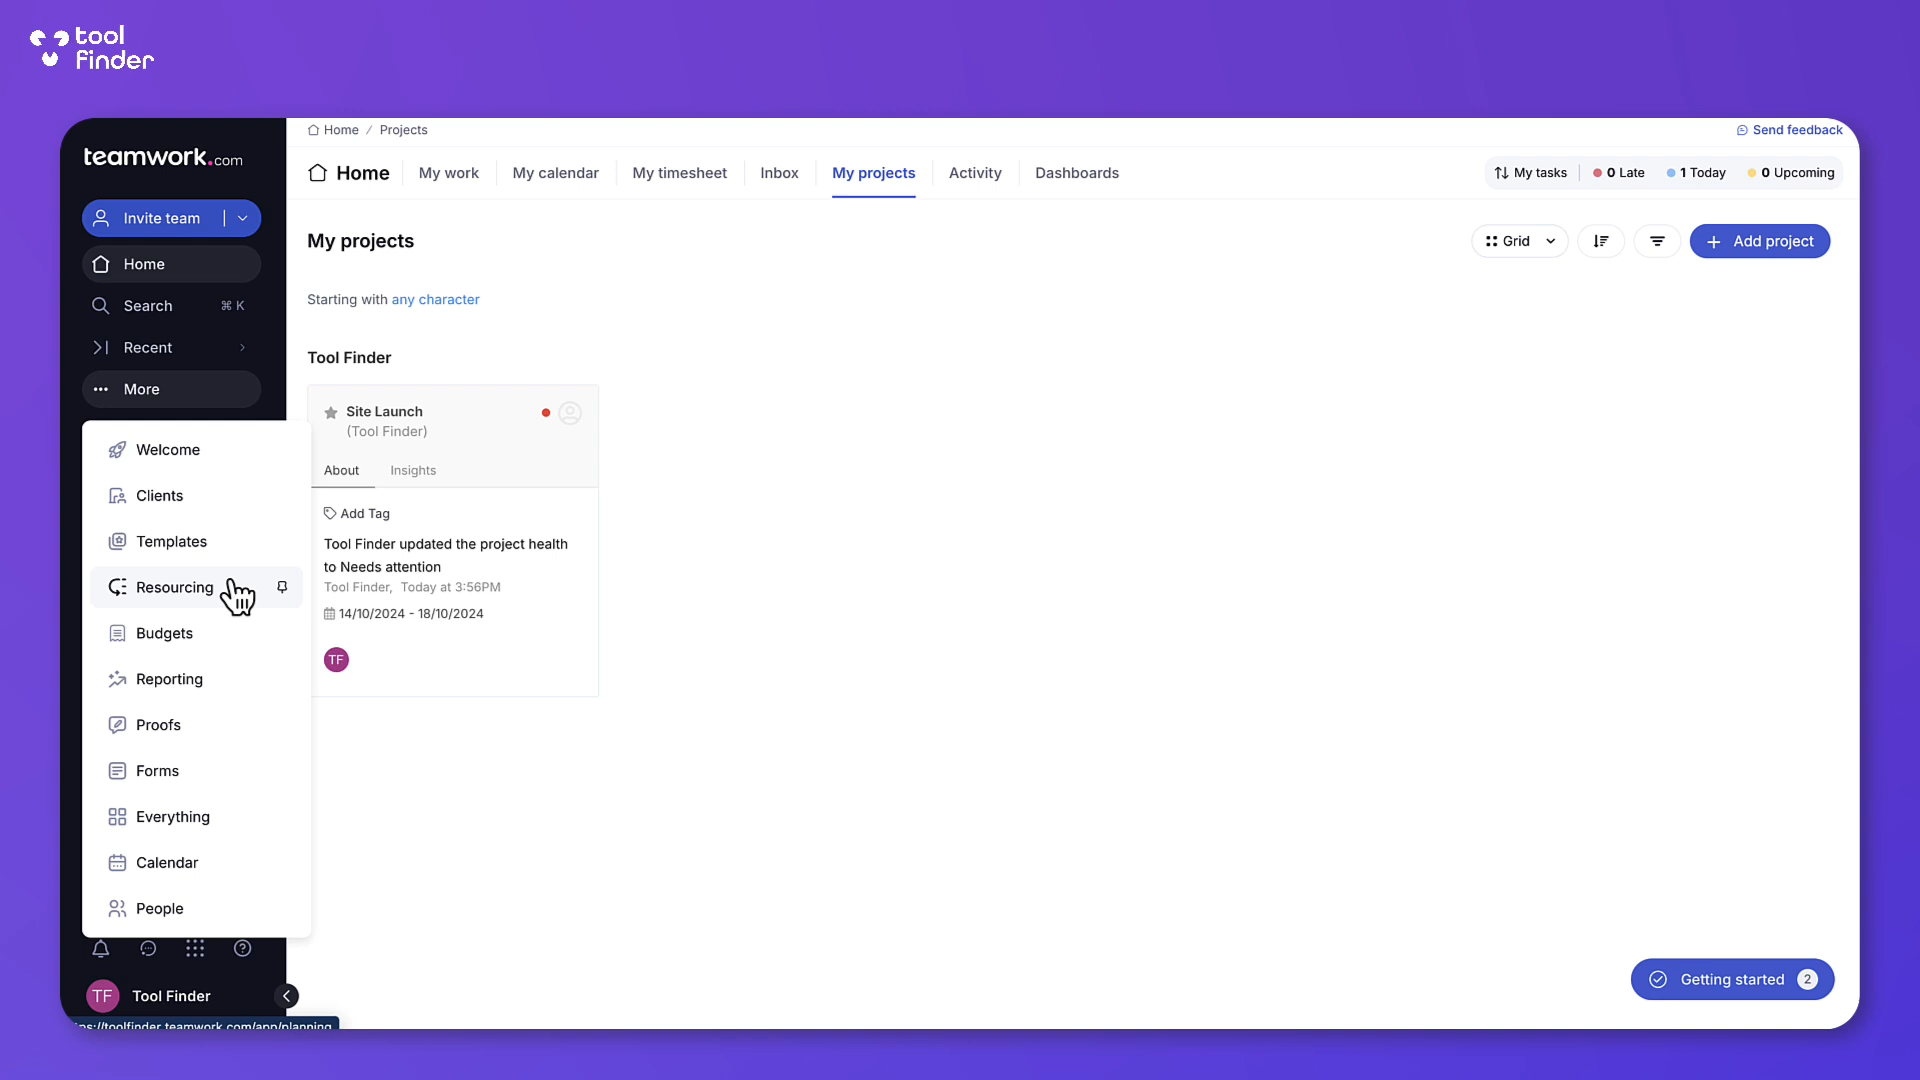 tool
finder
Home / Projects
Send feedback
teamwork.com
Home
My work
My calendar
My timesheet
Inbox
My projects
Activity
Dashboards
My tasks
0 Late
1 Today
0 Upcoming
Invite team
Home
Search ⌘ K
Recent
More
My projects
Grid
Add project
Starting with any character
Tool Finder
Site Launch
(Tool Finder)
About
Insights
Add Tag
Tool Finder updated the project health
to Needs attention
Tool Finder, Today at 3:56PM
14/10/2024 - 18/10/2024
TF
Welcome
Clients
Templates
Resourcing
Budgets
Reporting
Proofs
Forms
Everything
Calendar
People
TF Tool Finder
Getting started 2
ps://toolfinder.teamwork.com/app/planning